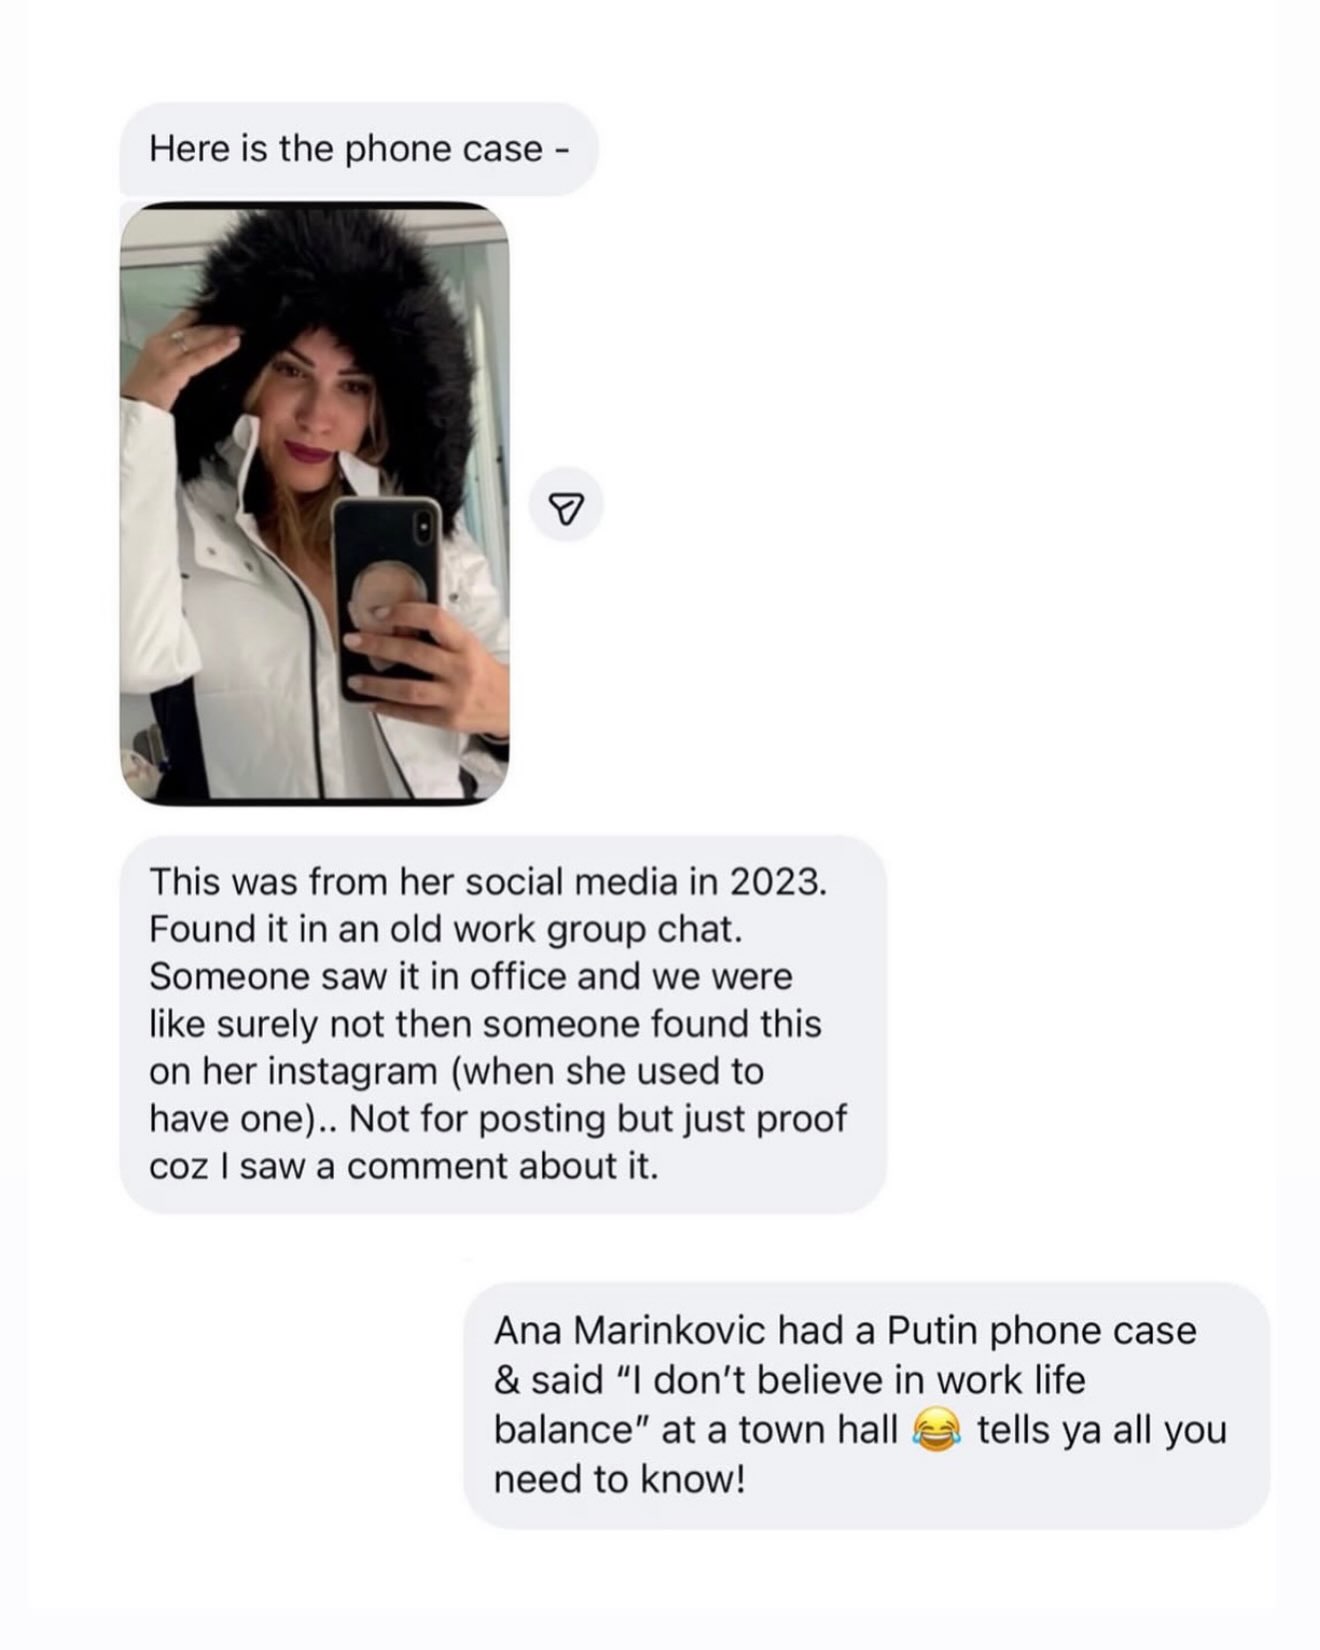 Here is the phone case -
This was from her social media in 2023.
Found it in an old work group chat.
Someone saw it in office and we were
like surely not then someone found this
on her instagram (when she used to
have one).. Not for posting but just proof
coz I saw a comment about it.
Ana Marinkovic had a Putin phone case
& said “I don’t believe in work life
balance” at a town hall 😂 tells ya all you
need to know!